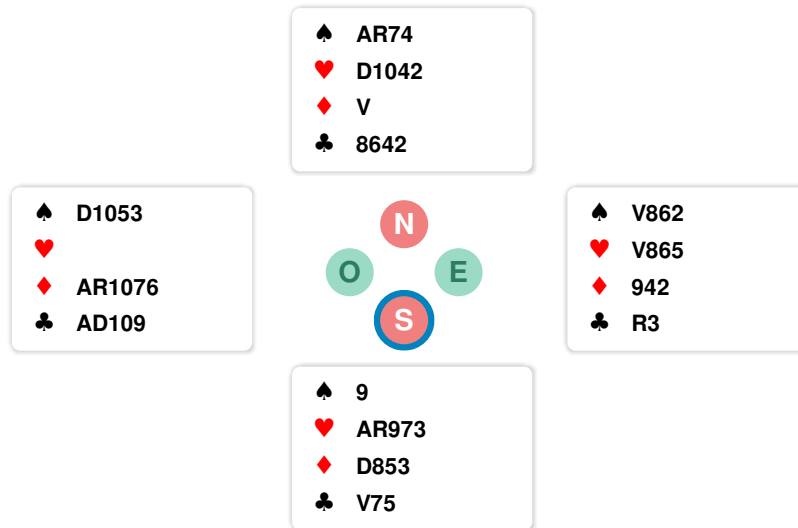 ♠ AR74
♥ D1042
♦ V
♣ 8642
♠ D1053
♥
♦ AR1076
♣ AD109
N
O E
S
♠ V862
♥ V865
♦ 942
♣ R3
♠ 9
♥ AR973
♦ D853
♣ V75